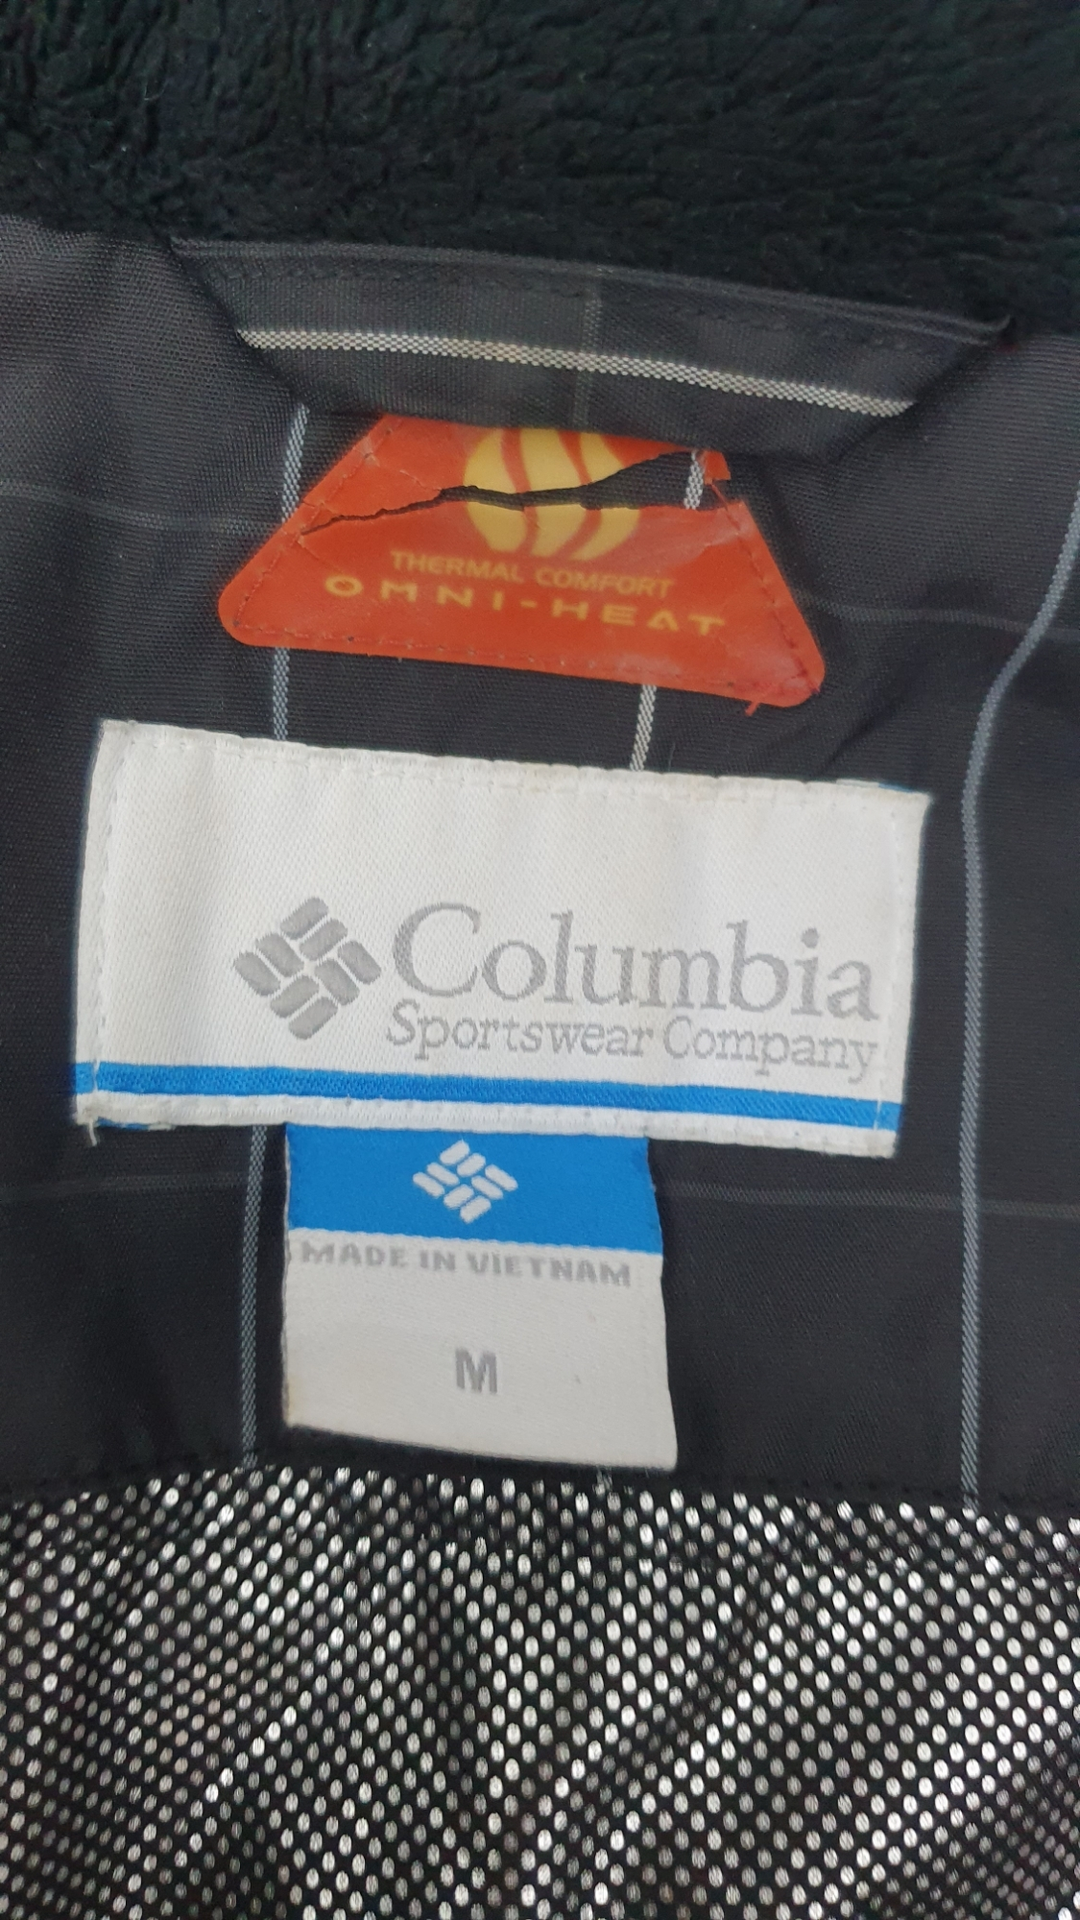 THERMAL COMFORT
OMNI-HEAT
Columbia
Sportswear Company
MADE IN VIETNAM
M